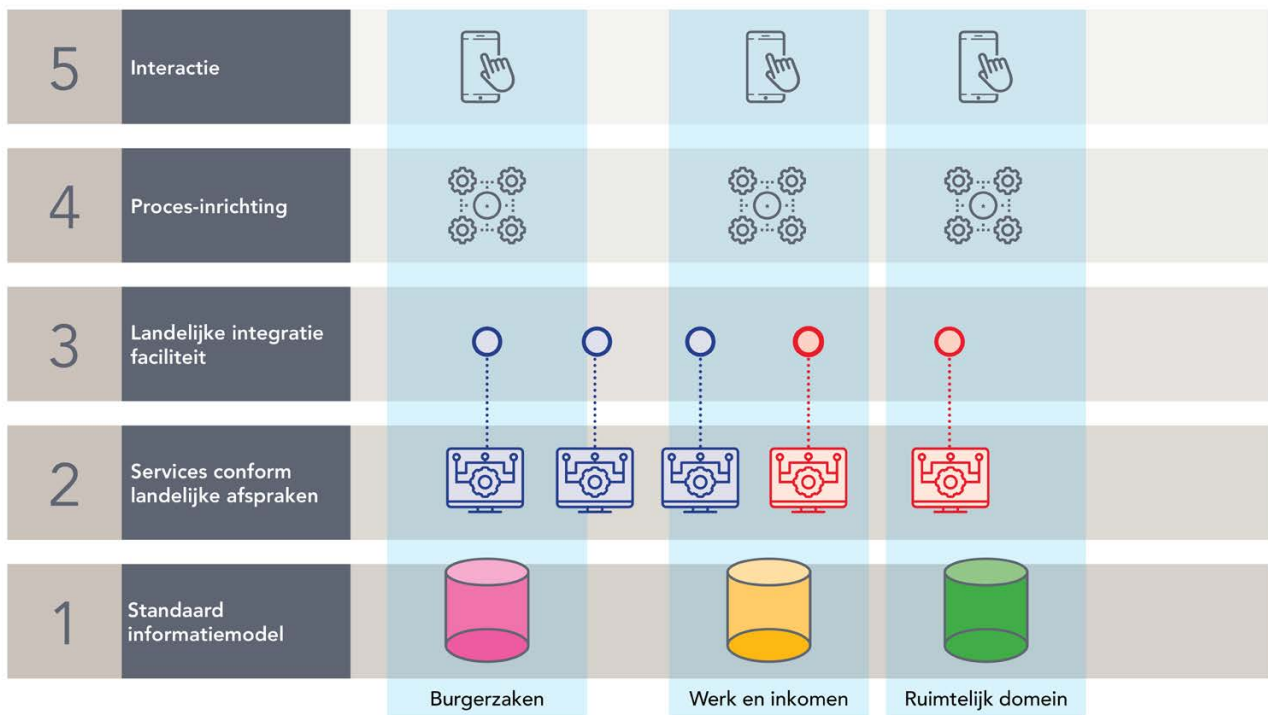 5 Interactie
4 Proces-inrichting
3 Landelijke integratie
faciliteit
2 Services conform
landelijke afspraken
1 Standaard
informatiemodel
Burgerzaken Werk en inkomen Ruimtelijk domein